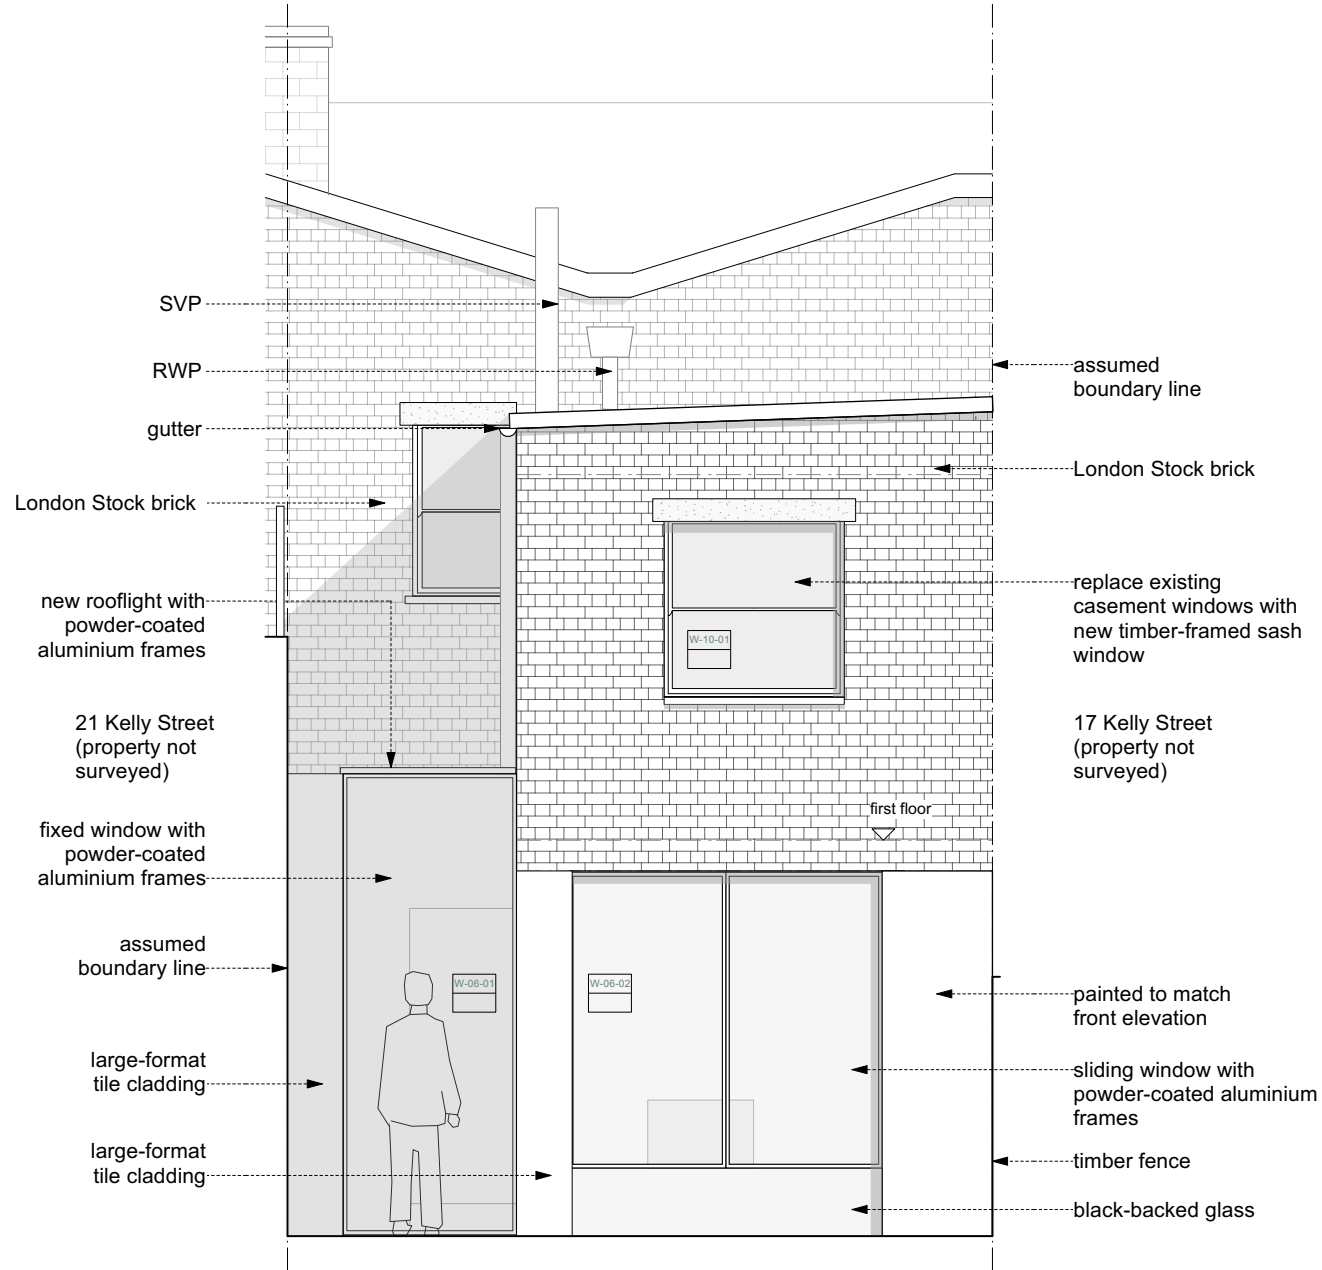 SVP
RWP
gutter
London Stock brick
new rooflight with
powder-coated
aluminium frames
21 Kelly Street
(property not
surveyed)
fixed window with
powder-coated
aluminium frames
assumed
boundary line
large-format
tile cladding
large-format
tile cladding
W-10-01
first floor
W-06-01
W-06-02
assumed
boundary line
London Stock brick
replace existing
casement windows with
new timber-framed sash
window
17 Kelly Street
(property not
surveyed)
painted to match
front elevation
sliding window with
powder-coated aluminium
frames
timber fence
black-backed glass